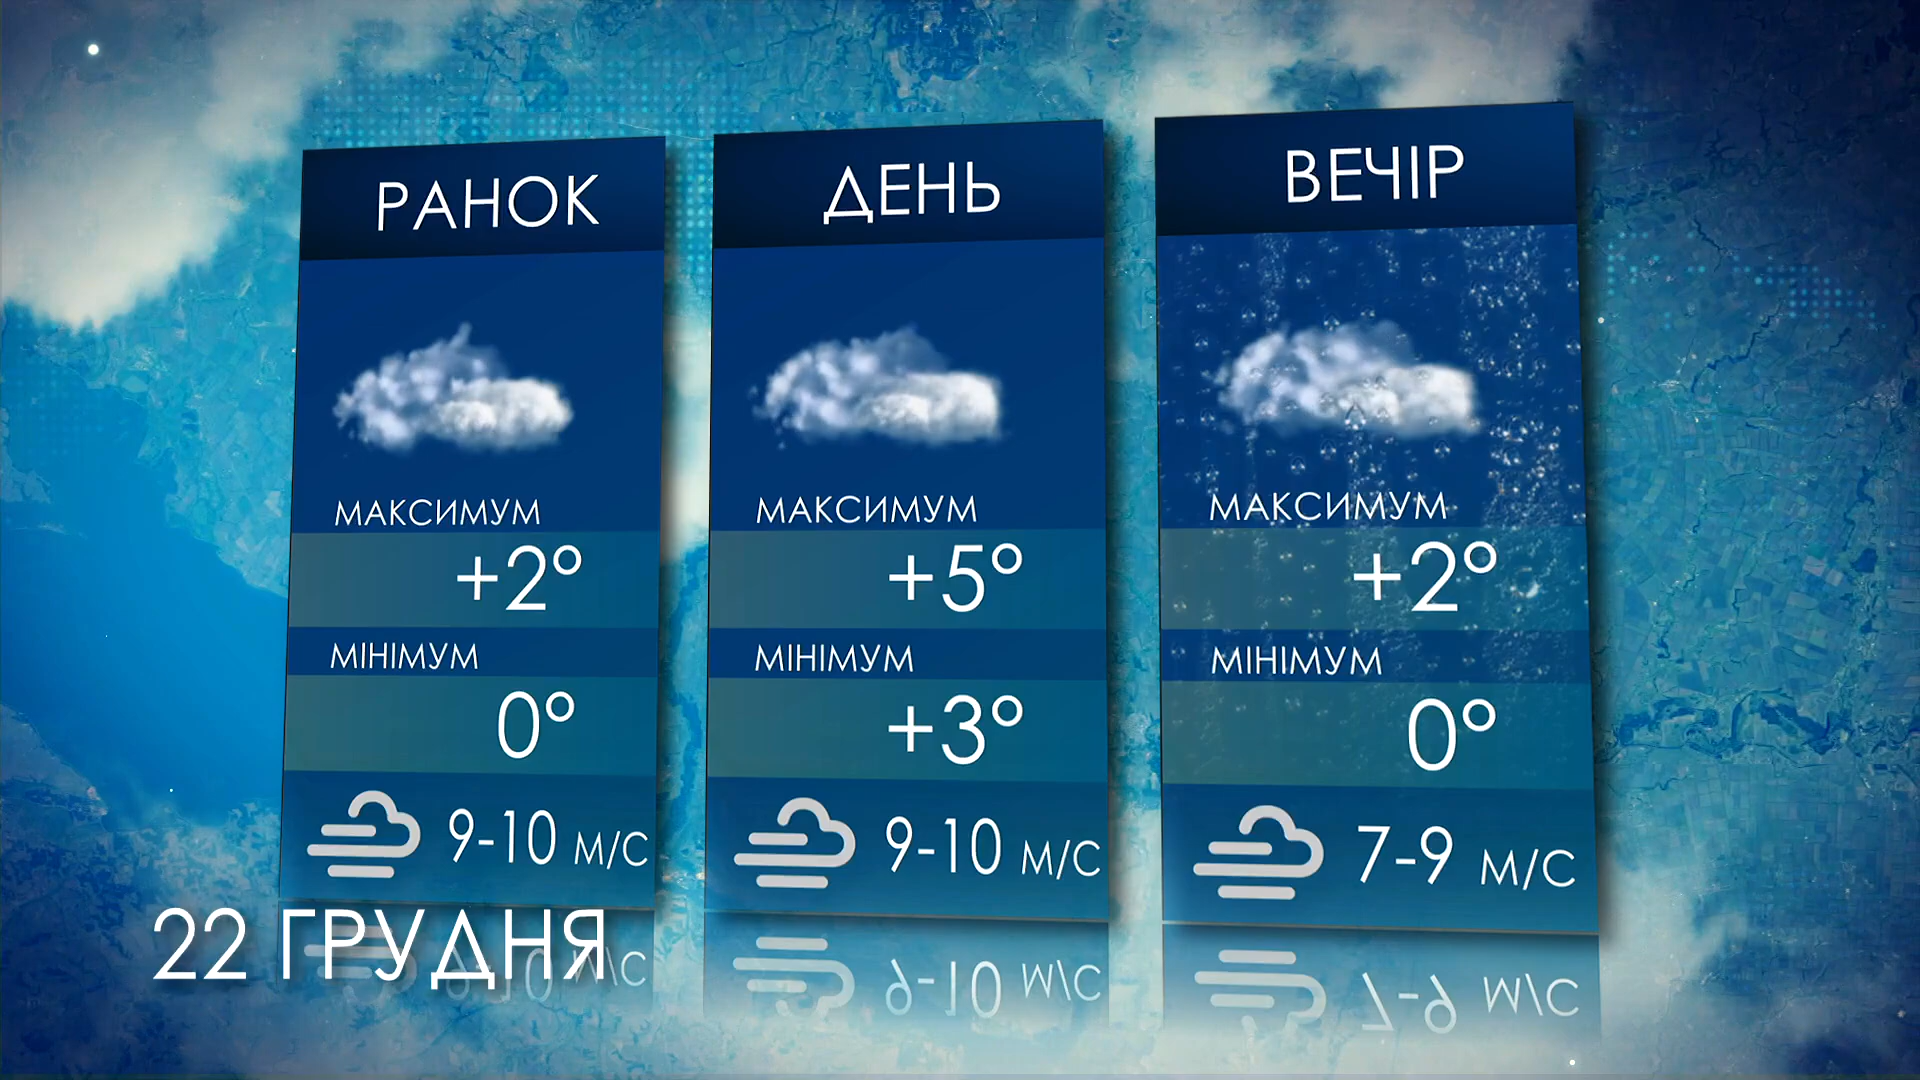 РАНОК
МАКСИМУМ
+2°
МІНІМУМ
0°
9-10 М/С
ДЕНЬ
МАКСИМУМ
+5°
МІНІМУМ
+3°
9-10 М/С
ВЕЧІР
МАКСИМУМ
+2°
МІНІМУМ
0°
7-9 М/С
22 ГРУДНЯ